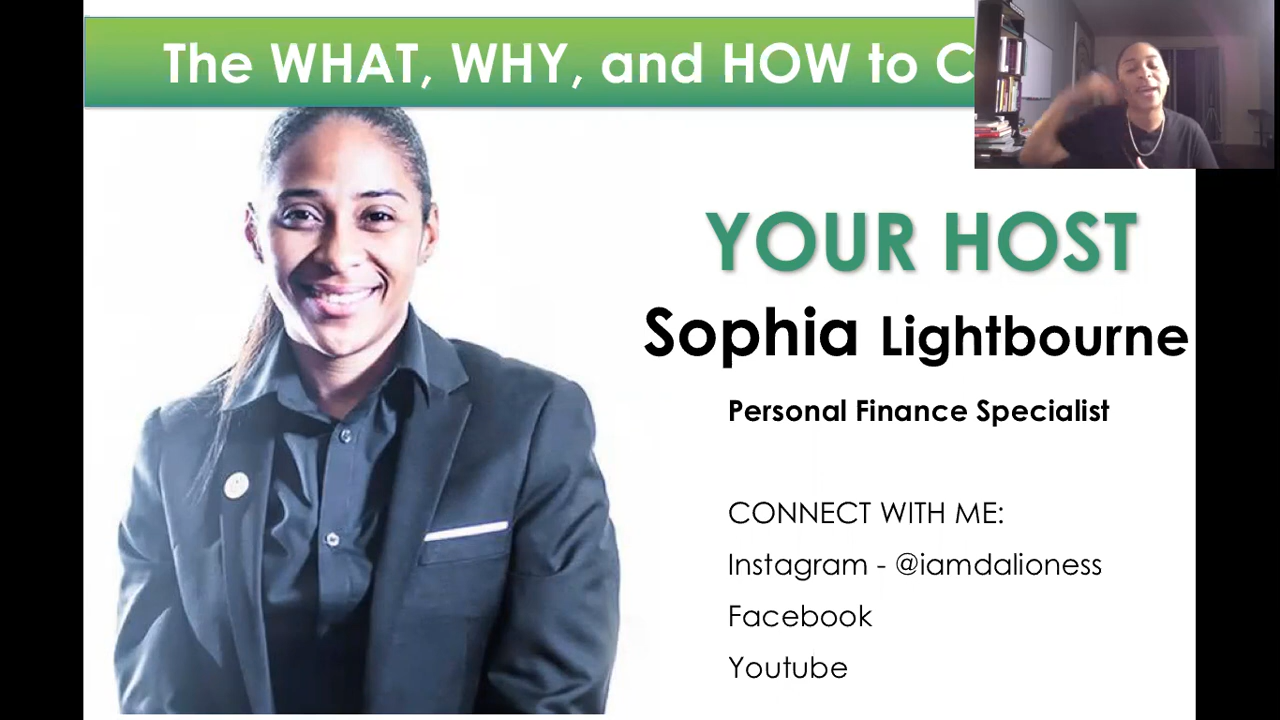 The WHAT, WHY, and HOW to C
YOUR HOST
Sophia Lightbourne
Personal Finance Specialist
CONNECT WITH ME:
Instagram - @iamdalioness
Facebook
Youtube